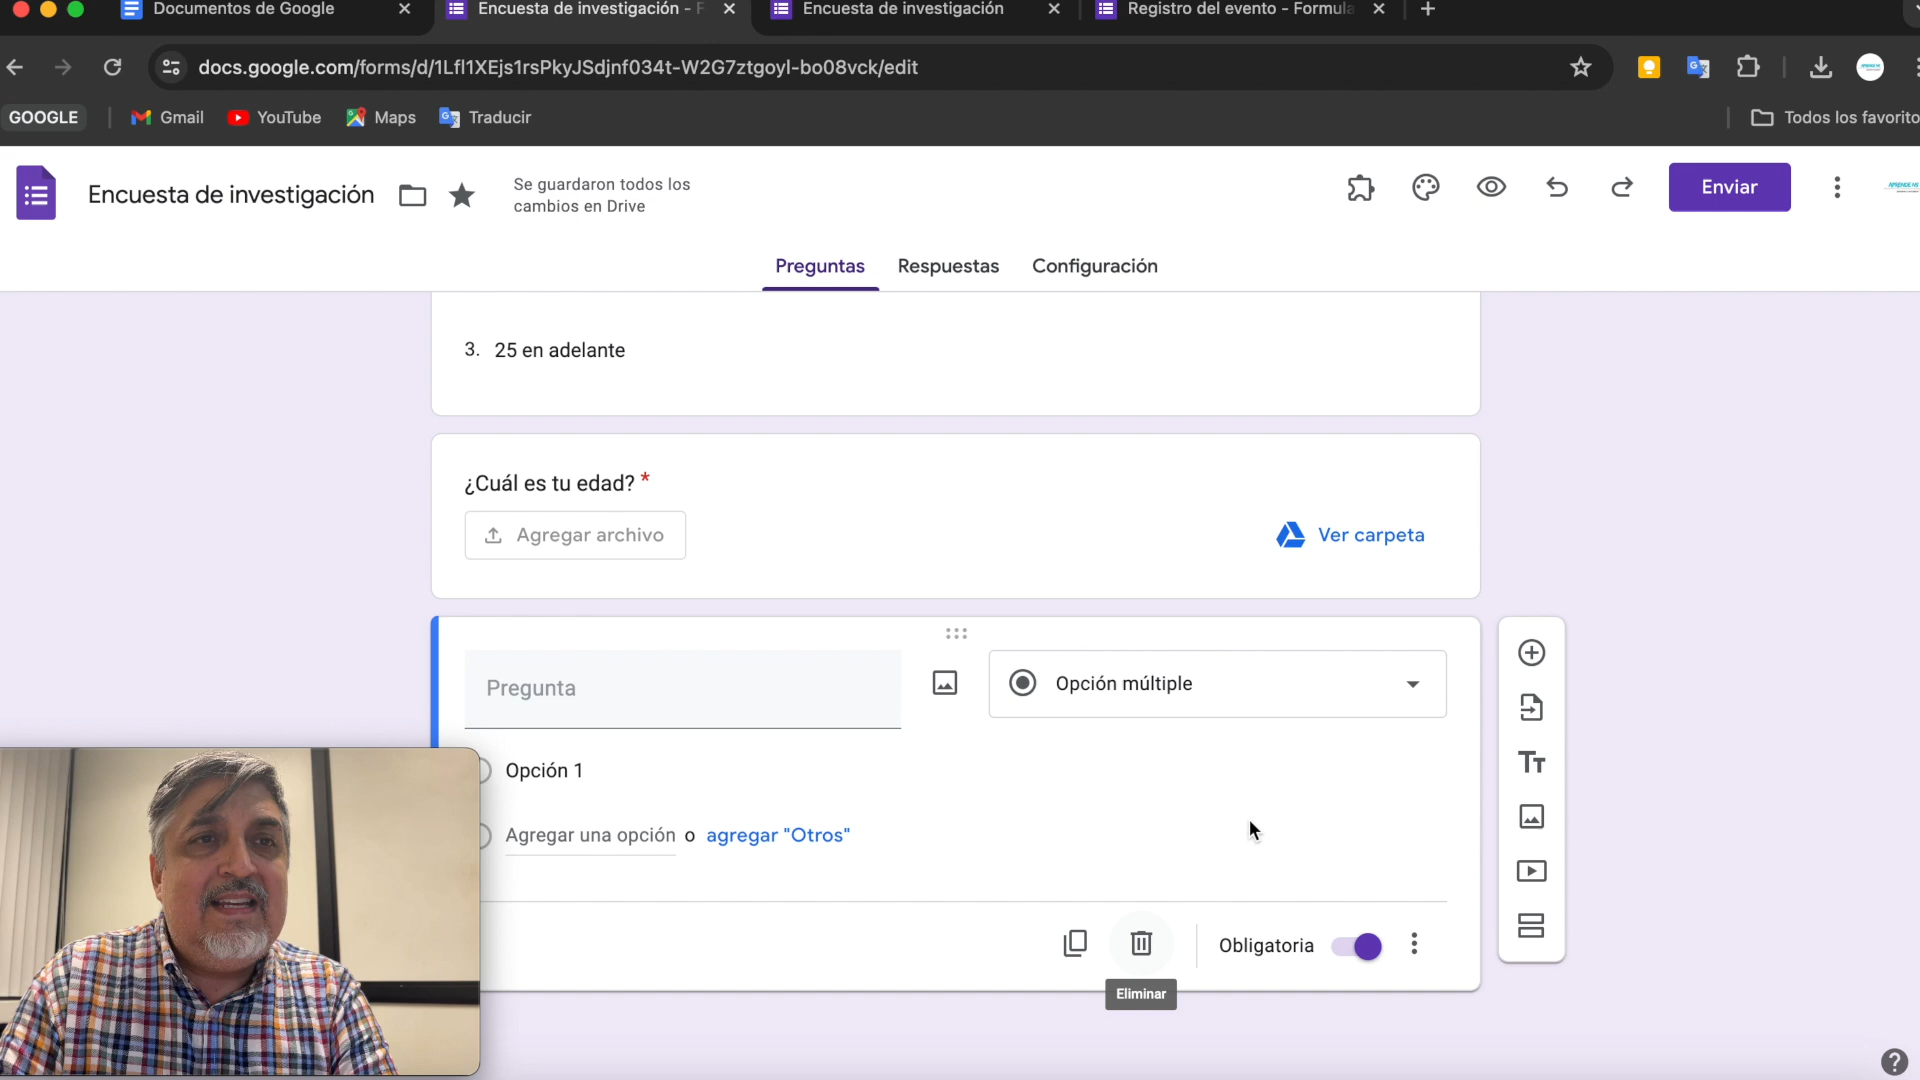 Documentos de Google
Encuesta de investigación - F
Encuesta de investigación
Registro del evento - Formula
docs.google.com/forms/d/1Lfl1XEjs1rsPkyJSdjnf034t-W2G7ztgoyl-bo08vck/edit
GOOGLE
Gmail
YouTube
Maps
Traducir
Todos los favorito
Encuesta de investigación
Se guardaron todos los
cambios en Drive
Enviar
Preguntas
Respuestas
Configuración
3. 25 en adelante
¿Cuál es tu edad? *
Agregar archivo
Ver carpeta
Pregunta
Opción múltiple
Opción 1
Agregar una opción o agregar "Otros"
Obligatoria
Eliminar